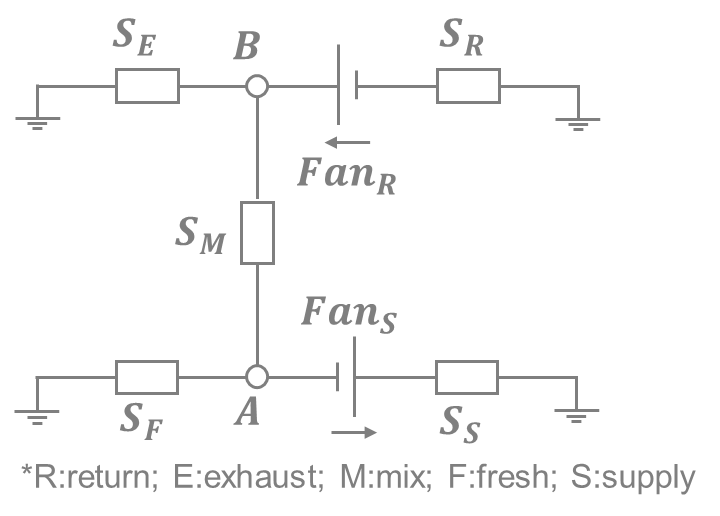 S_E B S_R
Fan_R
S_M
Fan_S
S_F A S_S
*R:return; E:exhaust; M:mix; F:fresh; S:supply